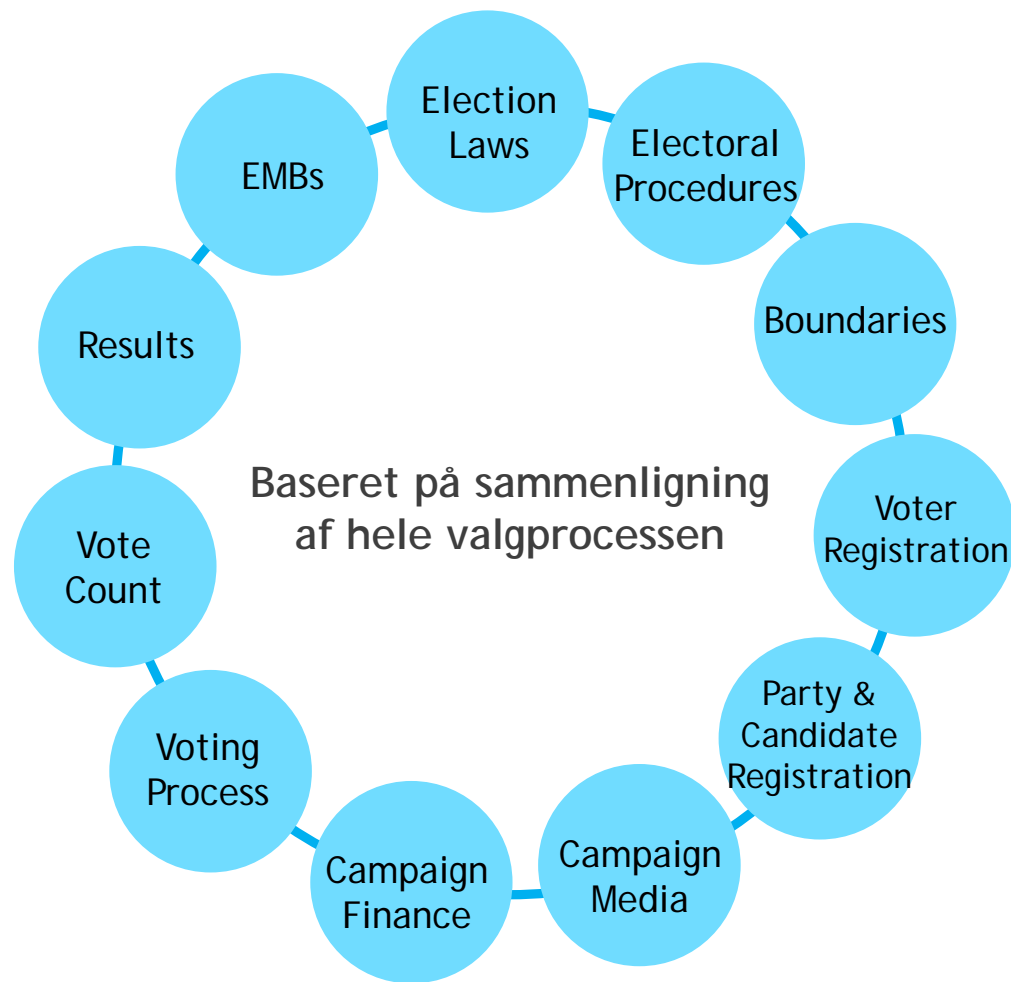 Election
Laws
Electoral
Procedures
Boundaries
Voter
Registration
Party &
Candidate
Registration
Campaign
Media
Campaign
Finance
Voting
Process
Vote
Count
Results
EMBs
Baseret på sammenligning
af hele valgprocessen